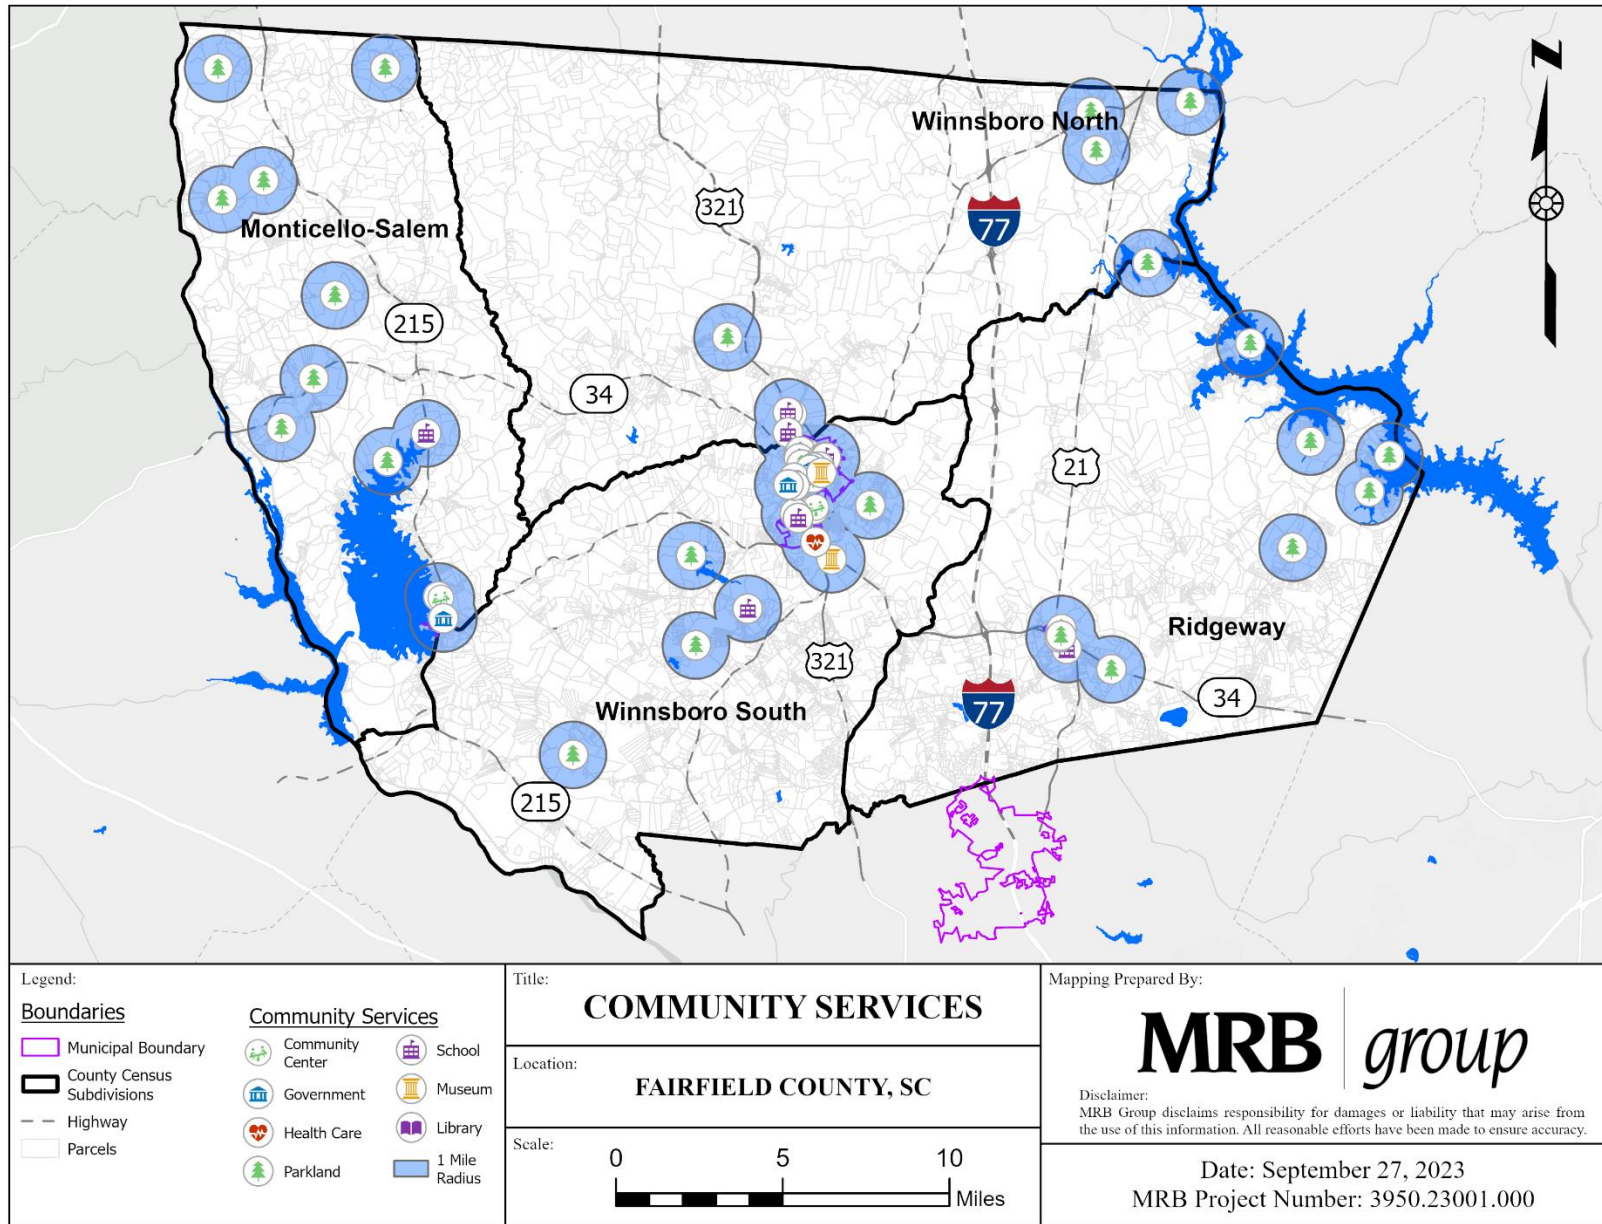 Z
Winnsboro North
321
77
Monticello-Salem
215
34
21
Ridgeway
321
34
77
Winnsboro South
215
Legend:
Boundaries
Municipal Boundary
County Census
Subdivisions
Highway
Parcels
Community Services
Community
Center
Government
Health Care
Parkland
School
Museum
Library
1 Mile
Radius
Title:
COMMUNITY SERVICES
Location:
FAIRFIELD COUNTY, SC
Scale:
0 5 10
Miles
Mapping Prepared By:
MRB group
Disclaimer:
MRB Group disclaims responsibility for damages or liability that may arise from
the use of this information. All reasonable efforts have been made to ensure accuracy.
Date: September 27, 2023
MRB Project Number: 3950.23001.000